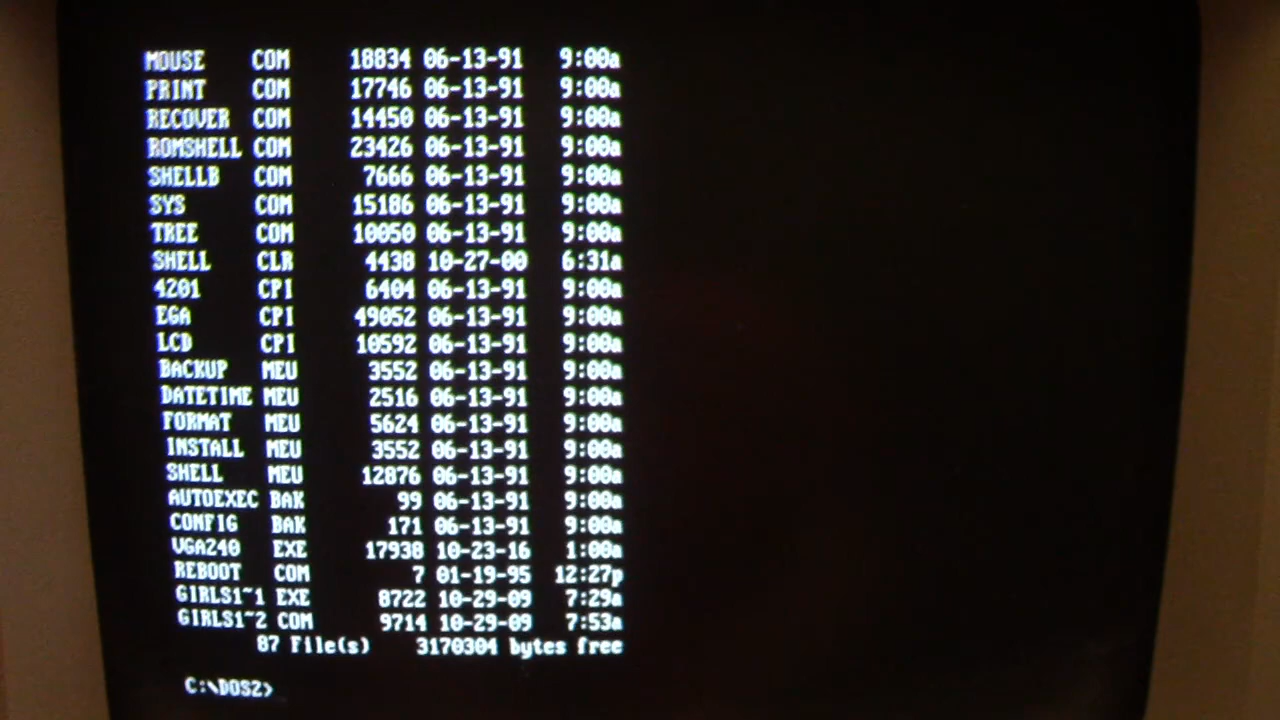 MOUSE COM 18834 06-13-91 9:00a
PRINT COM 17746 06-13-91 9:00a
RECOVER COM 14450 06-13-91 9:00a
ROMSHELL COM 23426 06-13-91 9:00a
SHELLB COM 7666 06-13-91 9:00a
SYS COM 15186 06-13-91 9:00a
TREE COM 10050 06-13-91 9:00a
SHELL CLR 4438 10-27-00 6:31a
4201 CPI 6404 06-13-91 9:00a
EGA CPI 49052 06-13-91 9:00a
LCD CPI 10592 06-13-91 9:00a
BACKUP MEU 3552 06-13-91 9:00a
DATETIME MEU 2516 06-13-91 9:00a
FORMAT MEU 5624 06-13-91 9:00a
INSTALL MEU 3552 06-13-91 9:00a
SHELL MEU 12876 06-13-91 9:00a
AUTOEXEC BAK 99 06-13-91 9:00a
CONFIG BAK 171 06-13-91 9:00a
VGA240 EXE 17938 10-23-16 1:00a
REBOOT COM 7 01-19-95 12:27p
GIRLS1~1 EXE 8722 10-29-09 7:29a
GIRLS1~2 COM 9714 10-29-09 7:53a
87 File(s) 3170304 bytes free
C:\DOS2>